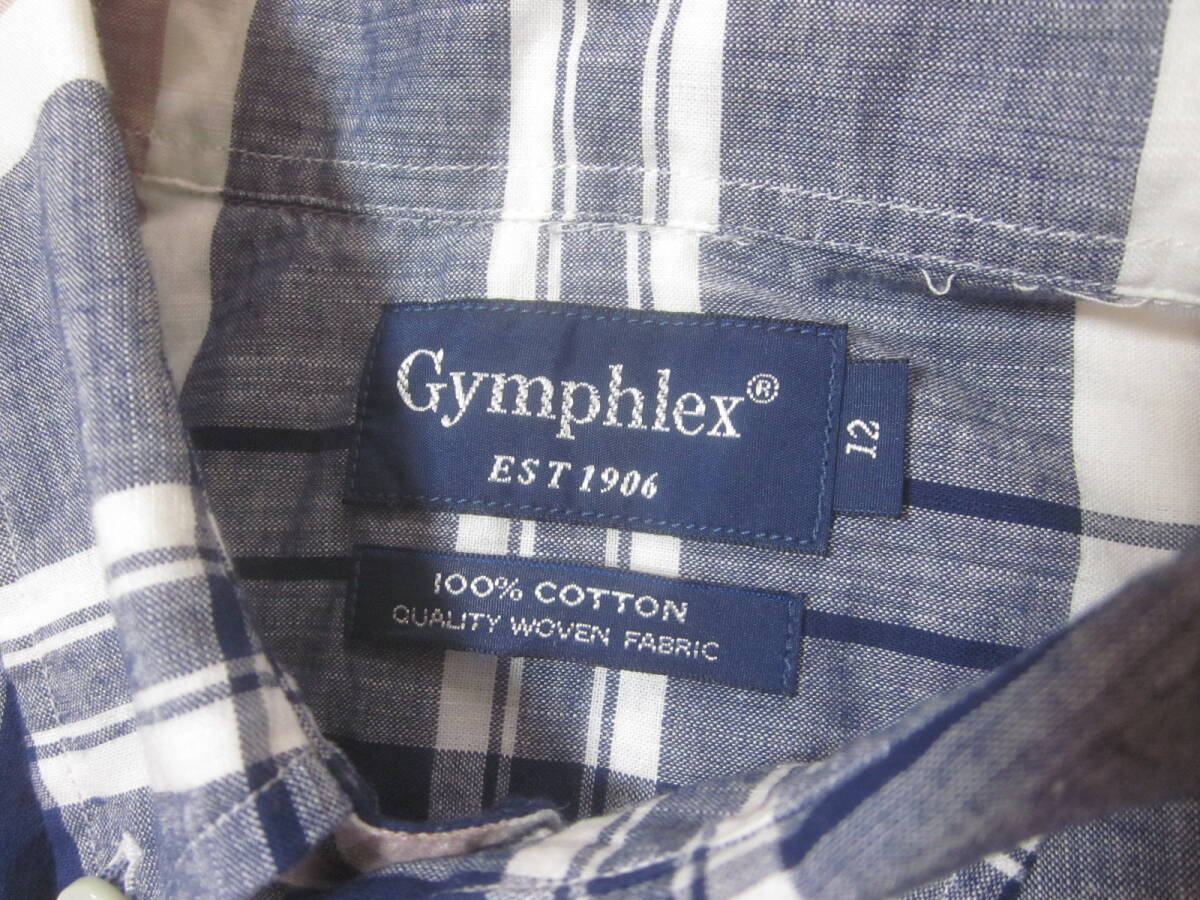 Gymphlex®
EST 1906
12
100% COTTON
QUALITY WOVEN FABRIC